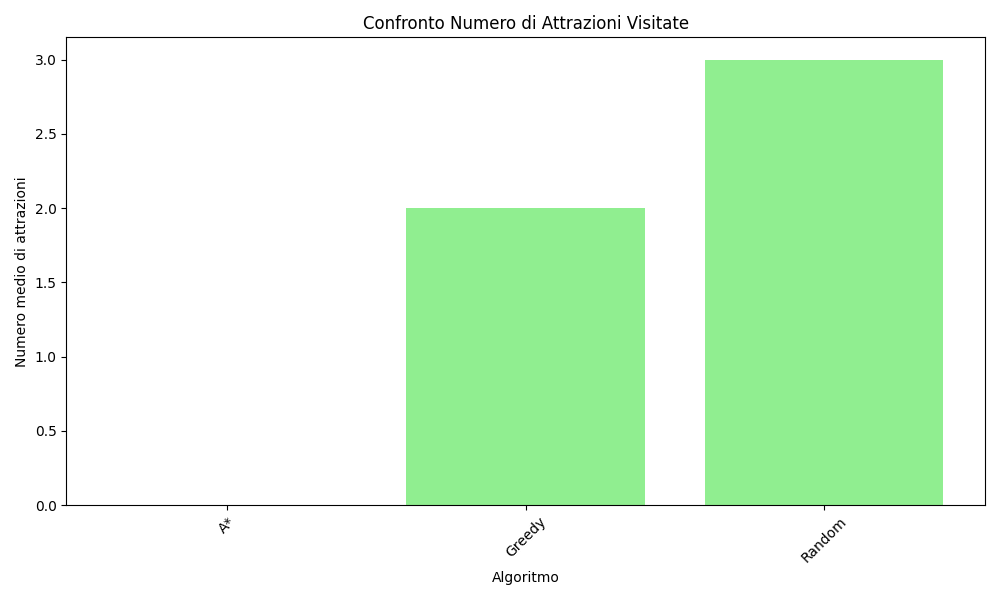 Confronto Numero di Attrazioni Visitate
Numero medio di attrazioni
3.0
2.5
2.0
1.5
1.0
0.5
0.0
A*
Greedy
Random
Algoritmo